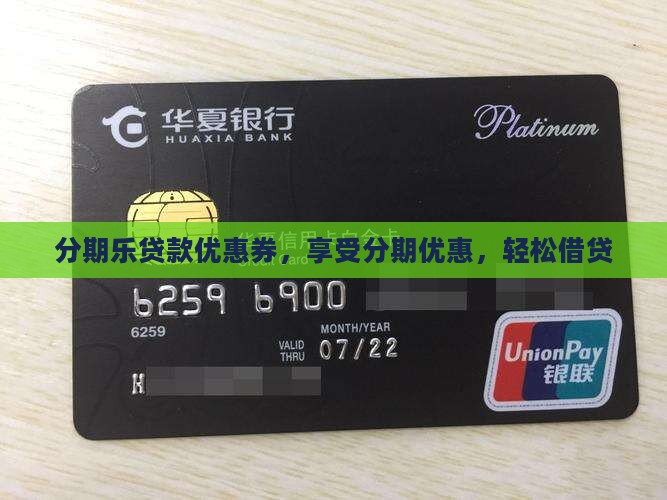 华夏银行
HUAXIA BANK
Platinum
分期乐贷款优惠券，享受分期优惠，轻松借贷
6259 6900
6259
MONTH/YEAR
VALID
THRU
07/22
H
UnionPay
银联